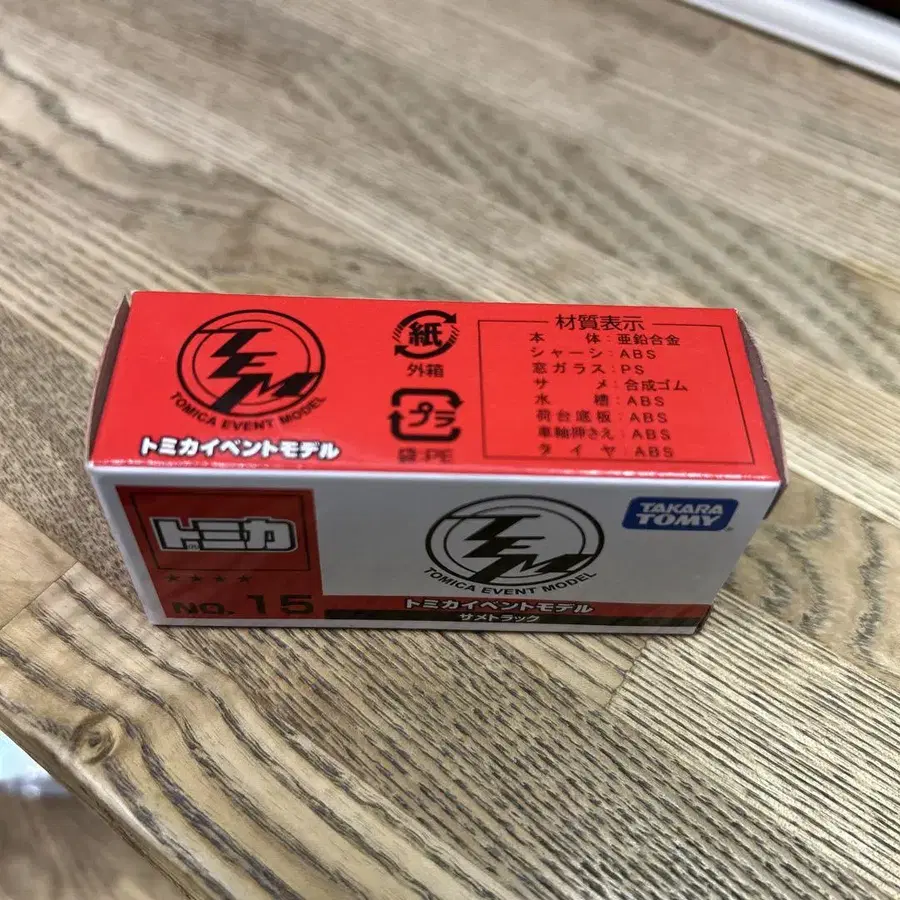 TEM
TOMICA EVENT MODEL
トミカイベントモデル
紙
外箱
プラ
袋:PE
材質表示
本体:亜鉛合金
シャーシ:ABS
窓ガラス:PS
サメ:合成ゴム
水槽:ABS
荷台底板:ABS
車軸押さえ:ABS
タイヤ:ABS
トミカ
★★★★
NO. 15
TEM
TOMICA EVENT MODEL
トミカイベントモデル
サメトラック
TAKARA
TOMY